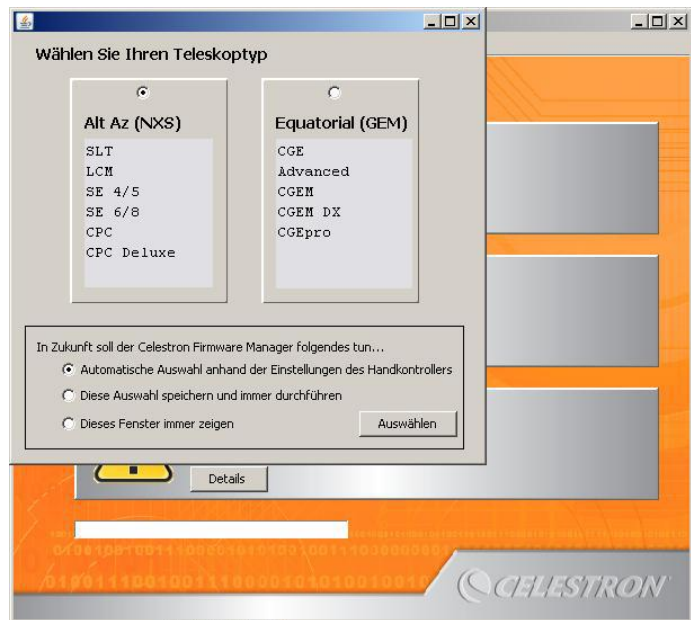 Wählen Sie Ihren Teleskoptyp
Alt Az (NXS)
SLT
LCM
SE 4/5
SE 6/8
CPC
CPC Deluxe
Equatorial (GEM)
CGE
Advanced
CGEM
CGEM DX
CGEpro
In Zukunft soll der Celestron Firmware Manager folgendes tun...
Automatische Auswahl anhand der Einstellungen des Handkontrollers
Diese Auswahl speichern und immer durchführen
Dieses Fenster immer zeigen
Auswählen
Details
CELESTRON